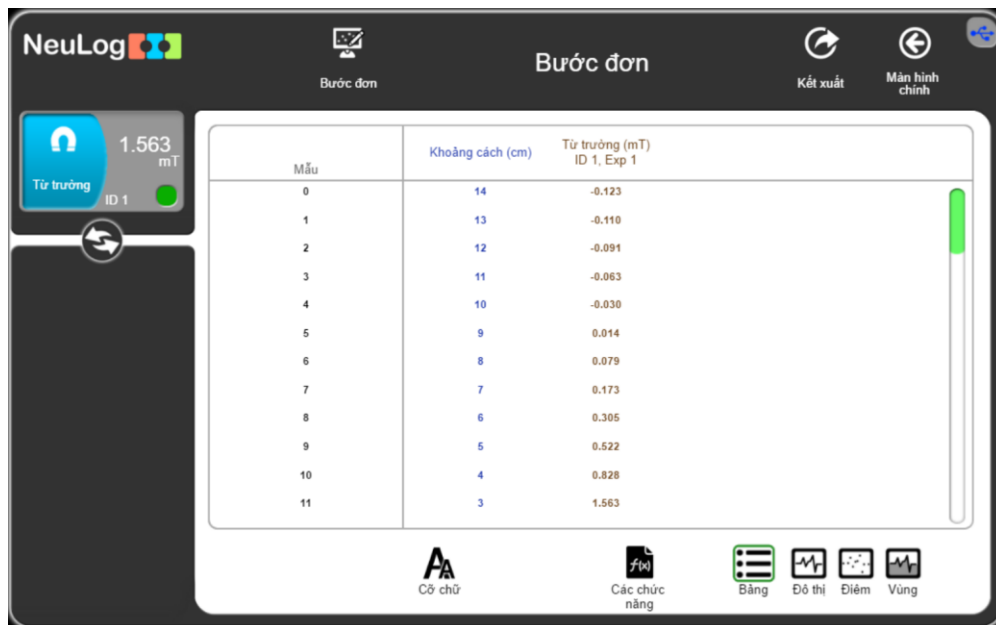 NeuLog
Bước đơn
Bước đơn
Kết xuất
Màn hình
chính
Từ trường
1.563
mT
ID 1
Mẫu
Khoảng cách (cm)
Từ trường (mT)
ID 1, Exp 1
0 14 -0.123
1 13 -0.110
2 12 -0.091
3 11 -0.063
4 10 -0.030
5 9 0.014
6 8 0.079
7 7 0.173
8 6 0.305
9 5 0.522
10 4 0.828
11 3 1.563
Cỡ chữ
f(x)
Các chức
năng
Bảng
Đồ thị
Điểm
Vùng